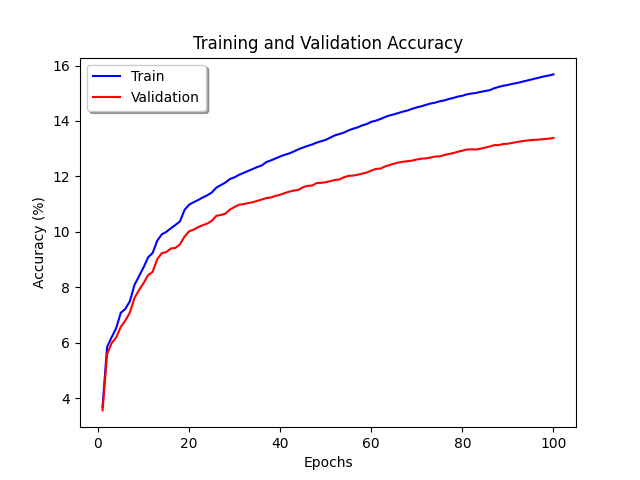 Training and Validation Accuracy
Train
Validation
16
14
12
10
8
6
4
Accuracy (%)
0 20 40 60 80 100
Epochs